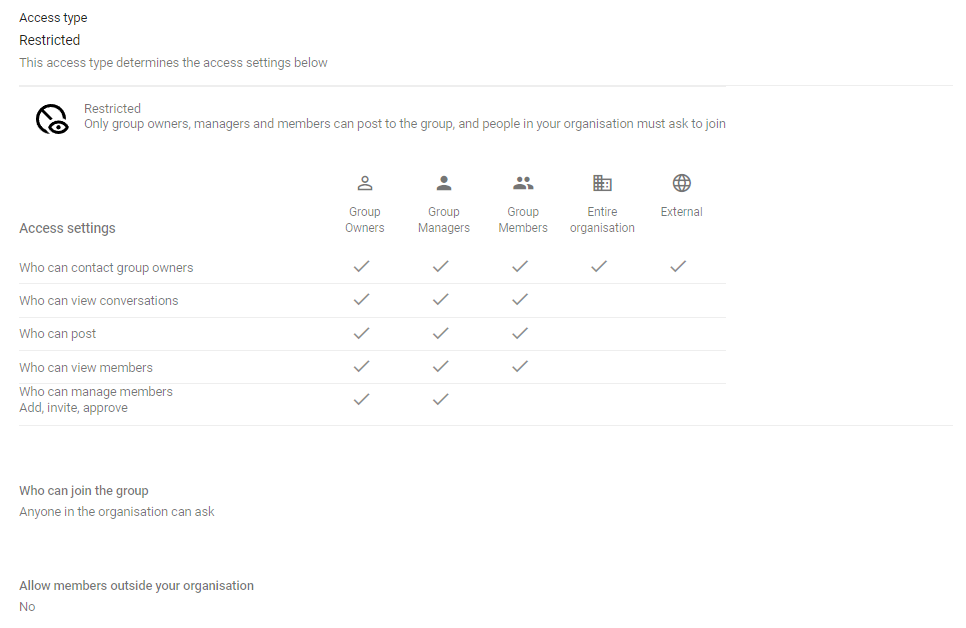 Access type
Restricted
This access type determines the access settings below
Restricted
Only group owners, managers and members can post to the group, and people in your organisation must ask to join
Access settings
Group
Owners
Group
Managers
Group
Members
Entire
organisation
External
Who can contact group owners
Who can view conversations
Who can post
Who can view members
Who can manage members
Add, invite, approve
Who can join the group
Anyone in the organisation can ask
Allow members outside your organisation
No